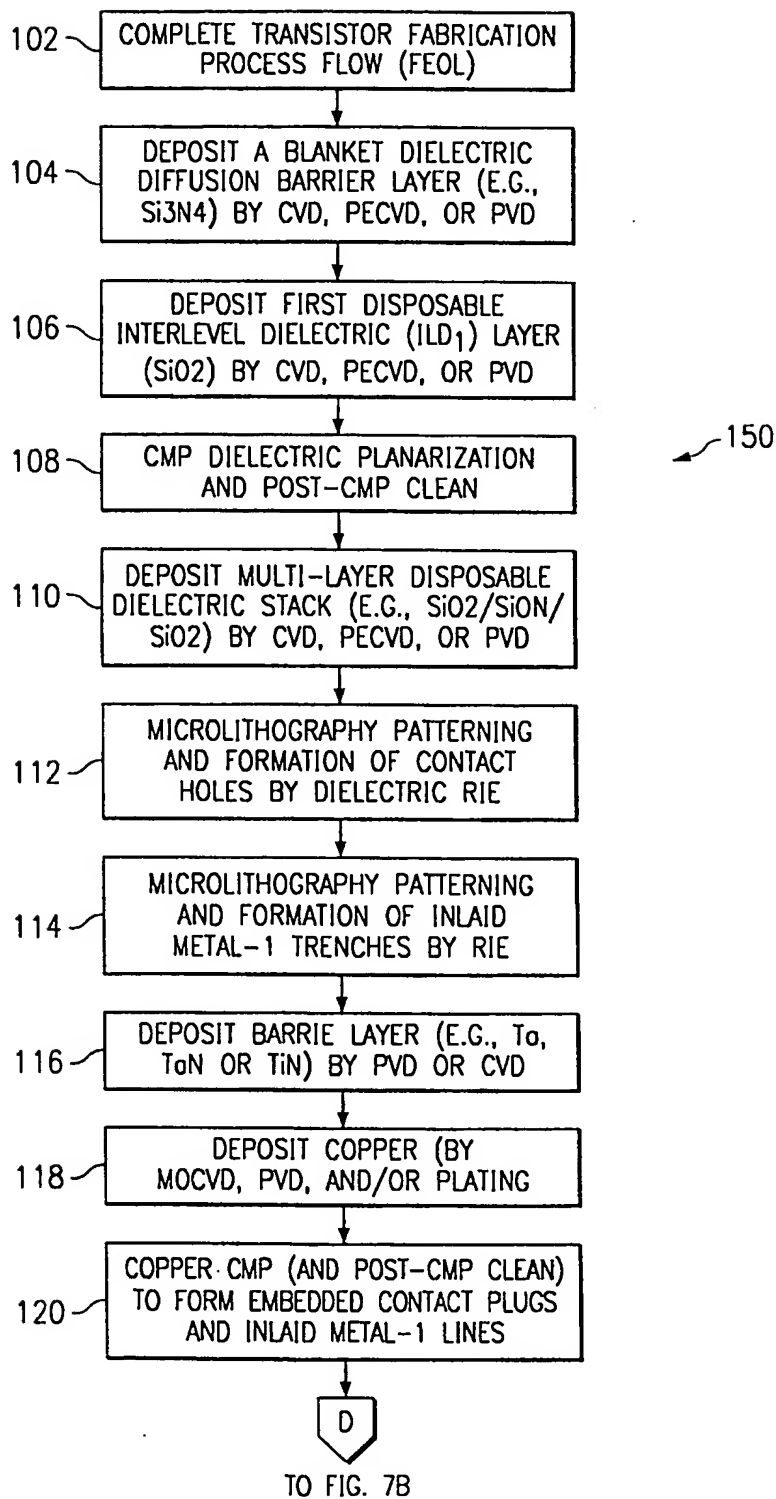 102
COMPLETE TRANSISTOR FABRICATION
PROCESS FLOW (FEOL)
104
DEPOSIT A BLANKET DIELECTRIC
DIFFUSION BARRIER LAYER (E.G.,
Si3N4) BY CVD, PECVD, OR PVD
106
DEPOSIT FIRST DISPOSABLE
INTERLEVEL DIELECTRIC (ILD1) LAYER
(SiO2) BY CVD, PECVD, OR PVD
150
108
CMP DIELECTRIC PLANARIZATION
AND POST-CMP CLEAN
110
DEPOSIT MULTI-LAYER DISPOSABLE
DIELECTRIC STACK (E.G., SiO2/SiON/
SiO2) BY CVD, PECVD, OR PVD
112
MICROLITHOGRAPHY PATTERNING
AND FORMATION OF CONTACT
HOLES BY DIELECTRIC RIE
114
MICROLITHOGRAPHY PATTERNING
AND FORMATION OF INLAID
METAL-1 TRENCHES BY RIE
116
DEPOSIT BARRIE LAYER (E.G., Ta,
TaN OR TiN) BY PVD OR CVD
118
DEPOSIT COPPER (BY
MOCVD, PVD, AND/OR PLATING
120
COPPER CMP (AND POST-CMP CLEAN)
TO FORM EMBEDDED CONTACT PLUGS
AND INLAID METAL-1 LINES
D
TO FIG. 7B